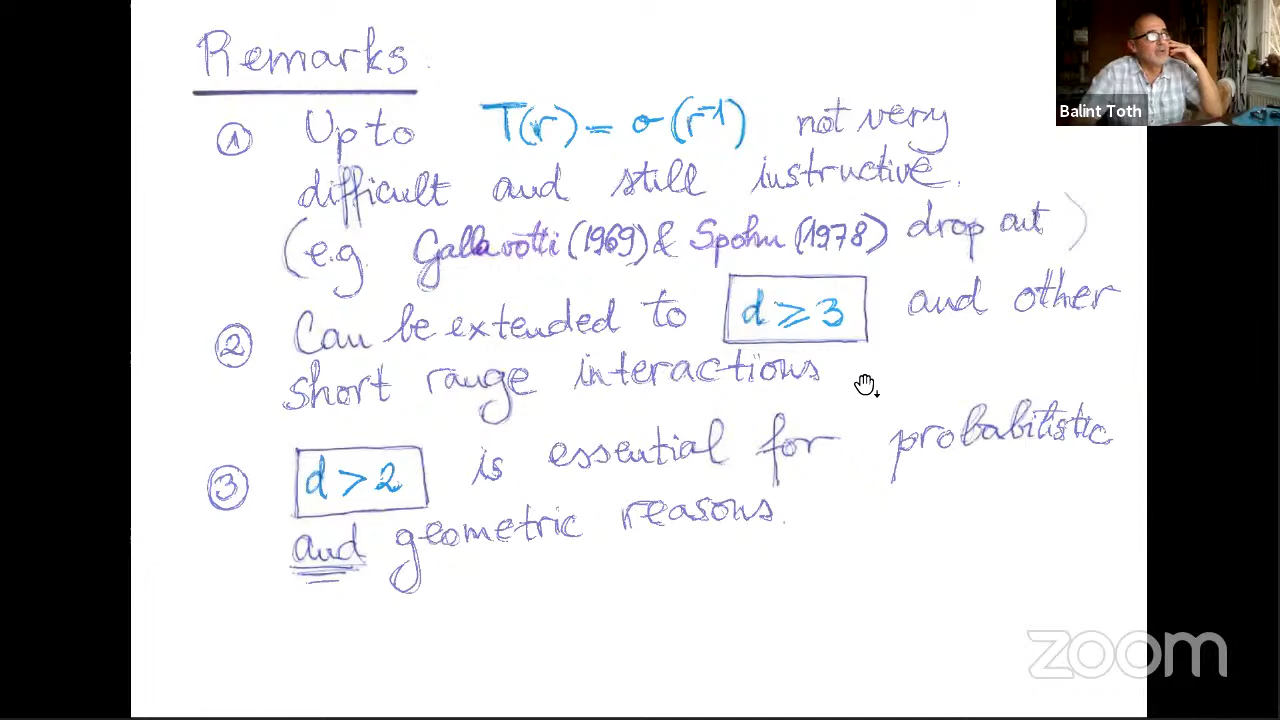 Remarks.
① Up to T(r) = o(r⁻¹) not very
difficult and still instructive.
(e.g. Gallavotti (1969) & Spohn (1978) drop out)
② Can be extended to d ≥ 3 and other
short range interactions
③ d > 2 is essential for probabilistic
and geometric reasons.
Balint Toth
zoom